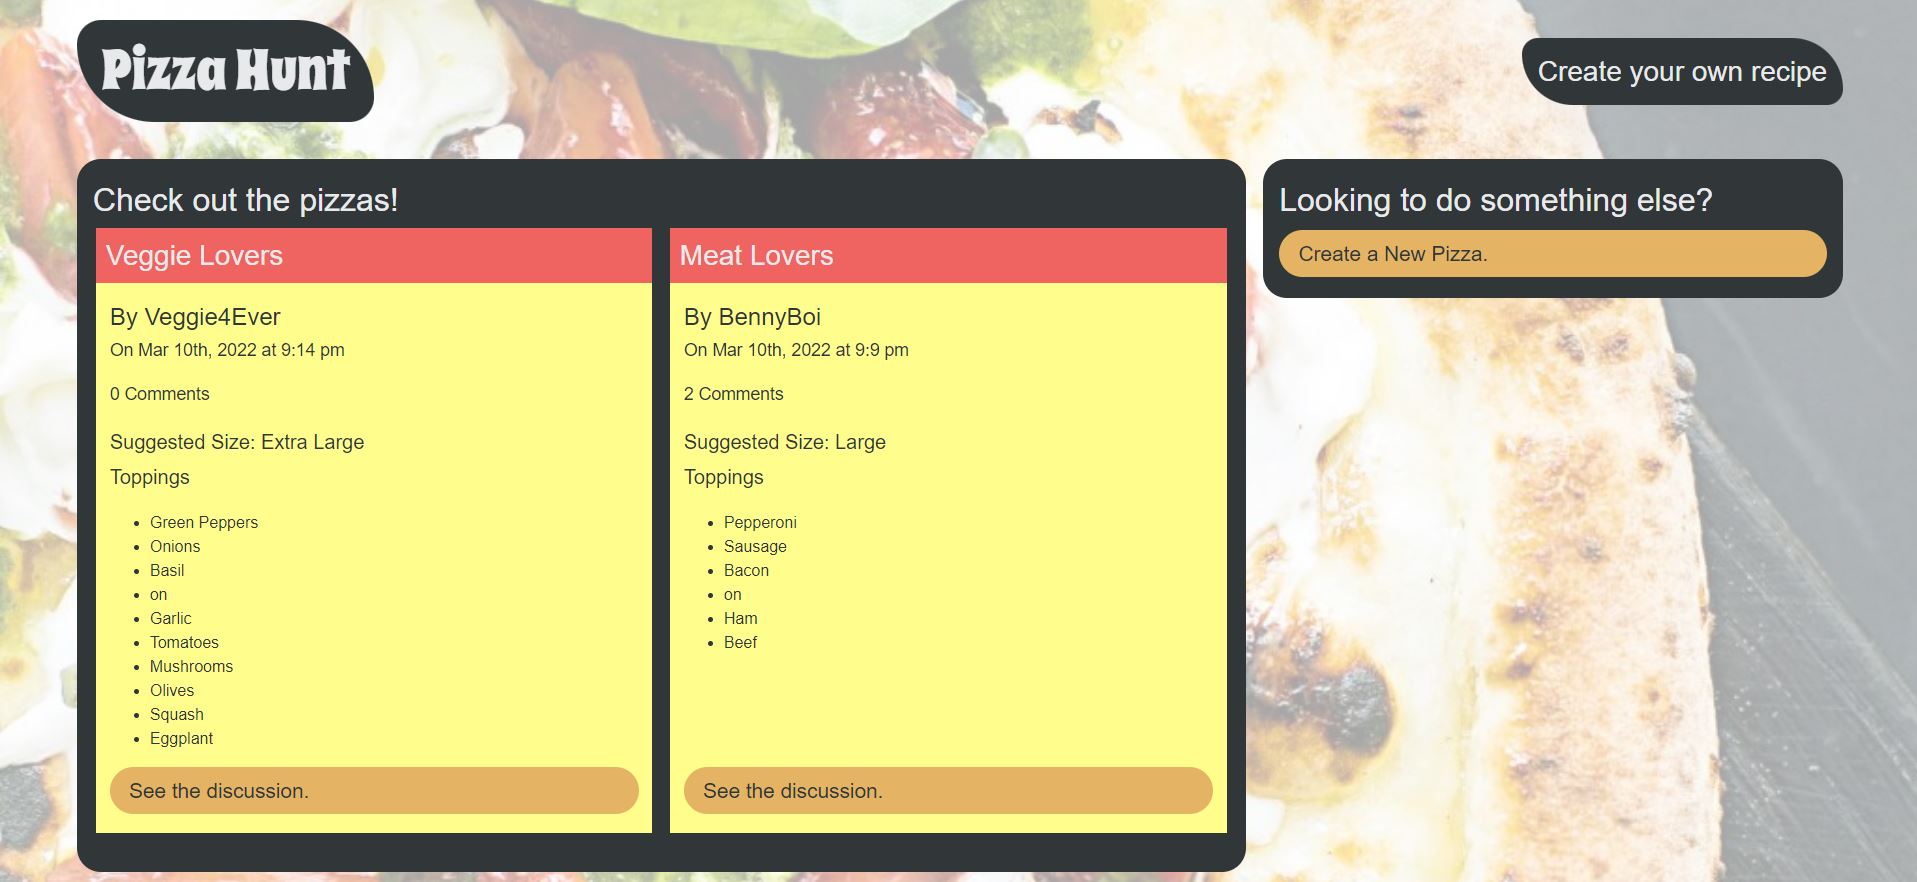 Pizza Hunt
Create your own recipe
Check out the pizzas!
Veggie Lovers
By Veggie4Ever
On Mar 10th, 2022 at 9:14 pm
0 Comments
Suggested Size: Extra Large
Toppings
Green Peppers
Onions
Basil
on
Garlic
Tomatoes
Mushrooms
Olives
Squash
Eggplant
See the discussion.
Meat Lovers
By BennyBoi
On Mar 10th, 2022 at 9:9 pm
2 Comments
Suggested Size: Large
Toppings
Pepperoni
Sausage
Bacon
on
Ham
Beef
See the discussion.
Looking to do something else?
Create a New Pizza.